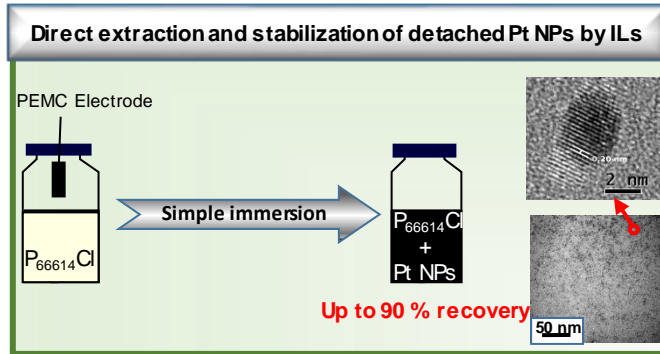 Direct extraction and stabilization of detached Pt NPs by ILs
PEMC Electrode
P66614Cl
Simple immersion
P66614Cl
+
Pt NPs
Up to 90 % recovery
0.20 nm
2 nm
50 nm